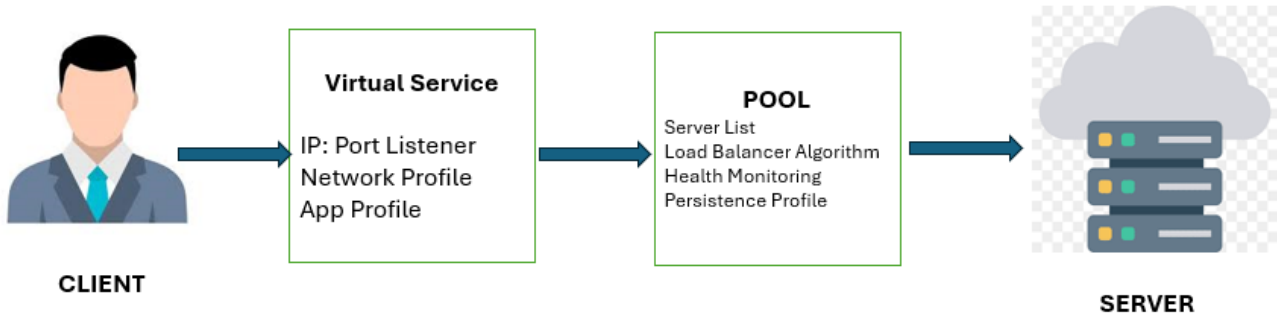 CLIENT
Virtual Service
IP: Port Listener
Network Profile
App Profile
POOL
Server List
Load Balancer Algorithm
Health Monitoring
Persistence Profile
SERVER